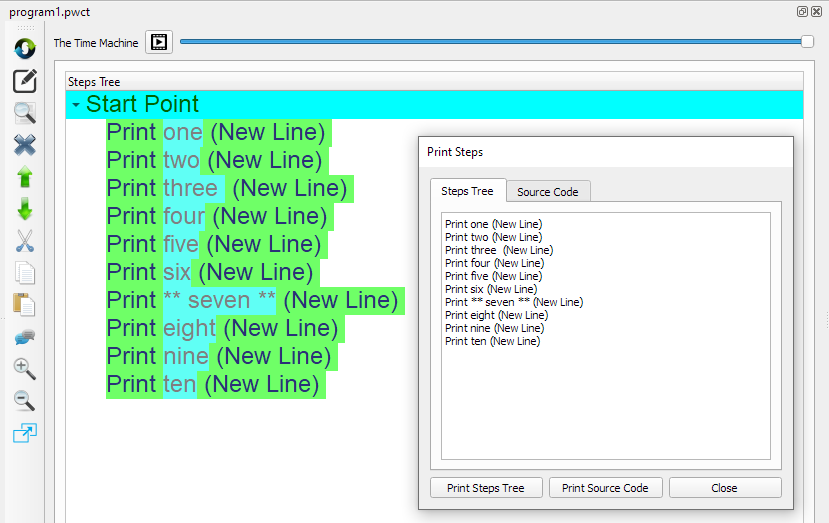 program1.pwct
The Time Machine
Steps Tree
Start Point
Print one (New Line)
Print two (New Line)
Print three  (New Line)
Print four (New Line)
Print five (New Line)
Print six (New Line)
Print ** seven ** (New Line)
Print eight (New Line)
Print nine (New Line)
Print ten (New Line)
Print Steps
Steps Tree Source Code
Print one (New Line)
Print two (New Line)
Print three  (New Line)
Print four (New Line)
Print five (New Line)
Print six (New Line)
Print ** seven ** (New Line)
Print eight (New Line)
Print nine (New Line)
Print ten (New Line)
Print Steps Tree Print Source Code Close